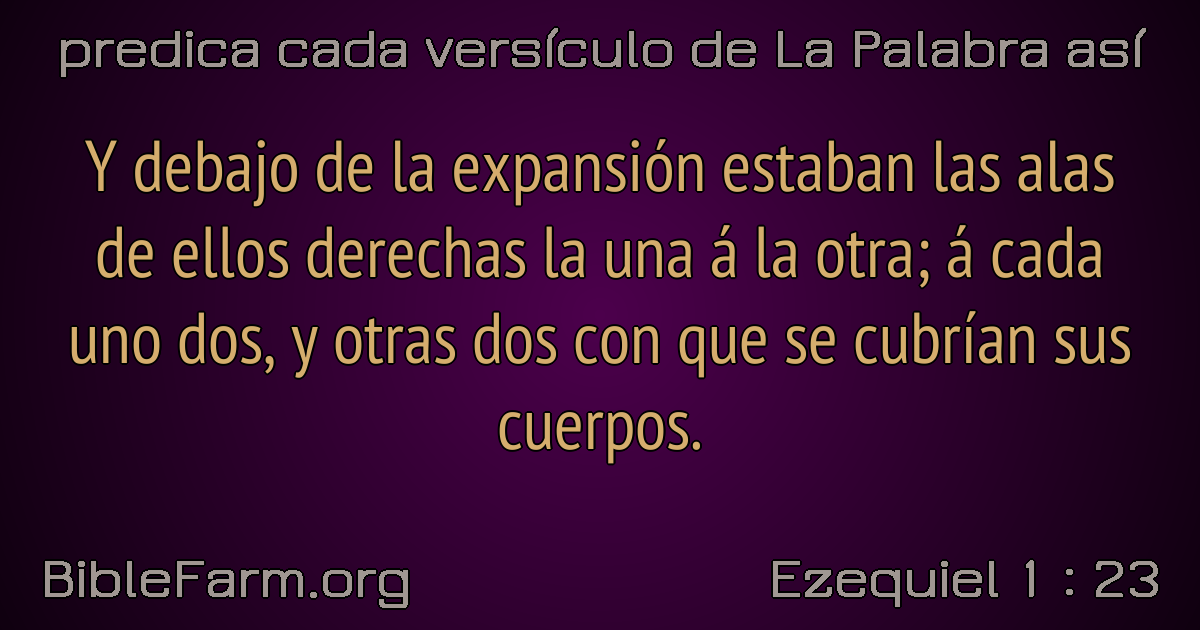 predica cada versículo de La Palabra así
Y debajo de la expansión estaban las alas
de ellos derechas la una á la otra; á cada
uno dos, y otras dos con que se cubrían sus
cuerpos.
BibleFarm.org
Ezequiel 1 : 23